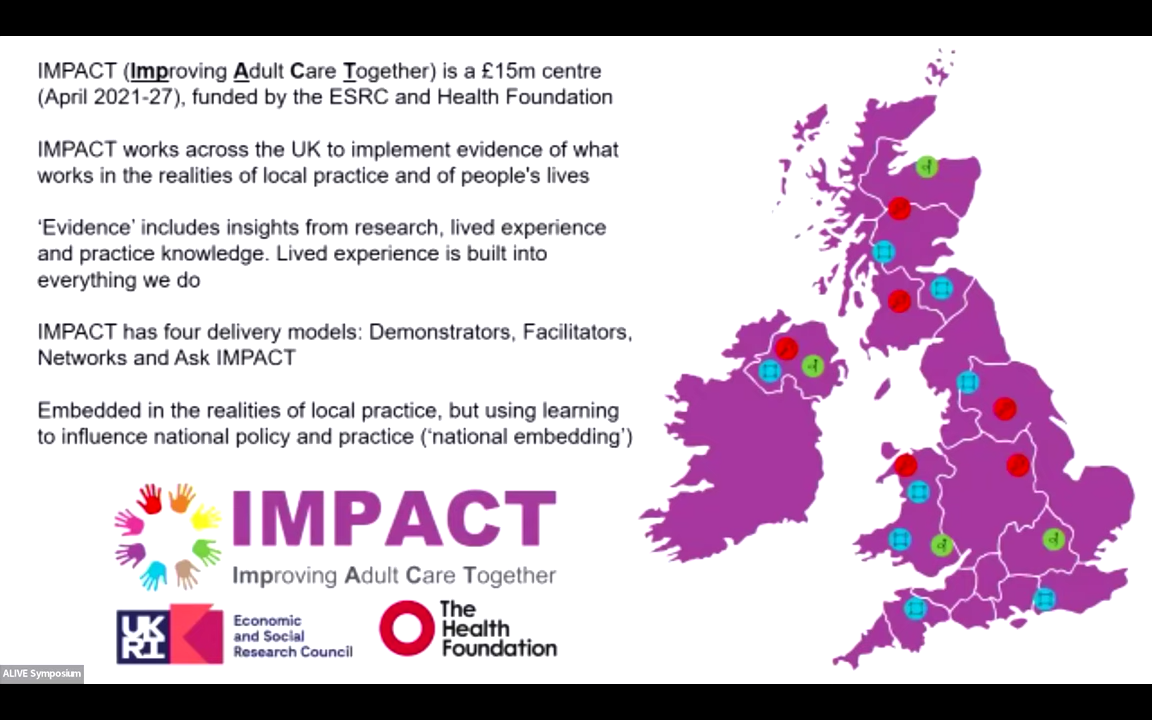 IMPACT (Improving Adult Care Together) is a £15m centre
(April 2021-27), funded by the ESRC and Health Foundation
IMPACT works across the UK to implement evidence of what
works in the realities of local practice and of people's lives
‘Evidence’ includes insights from research, lived experience
and practice knowledge. Lived experience is built into
everything we do
IMPACT has four delivery models: Demonstrators, Facilitators,
Networks and Ask IMPACT
Embedded in the realities of local practice, but using learning
to influence national policy and practice (‘national embedding’)
IMPACT
Improving Adult Care Together
UK
RI
Economic
and Social
Research Council
The
Health
Foundation
ALIVE Symposium